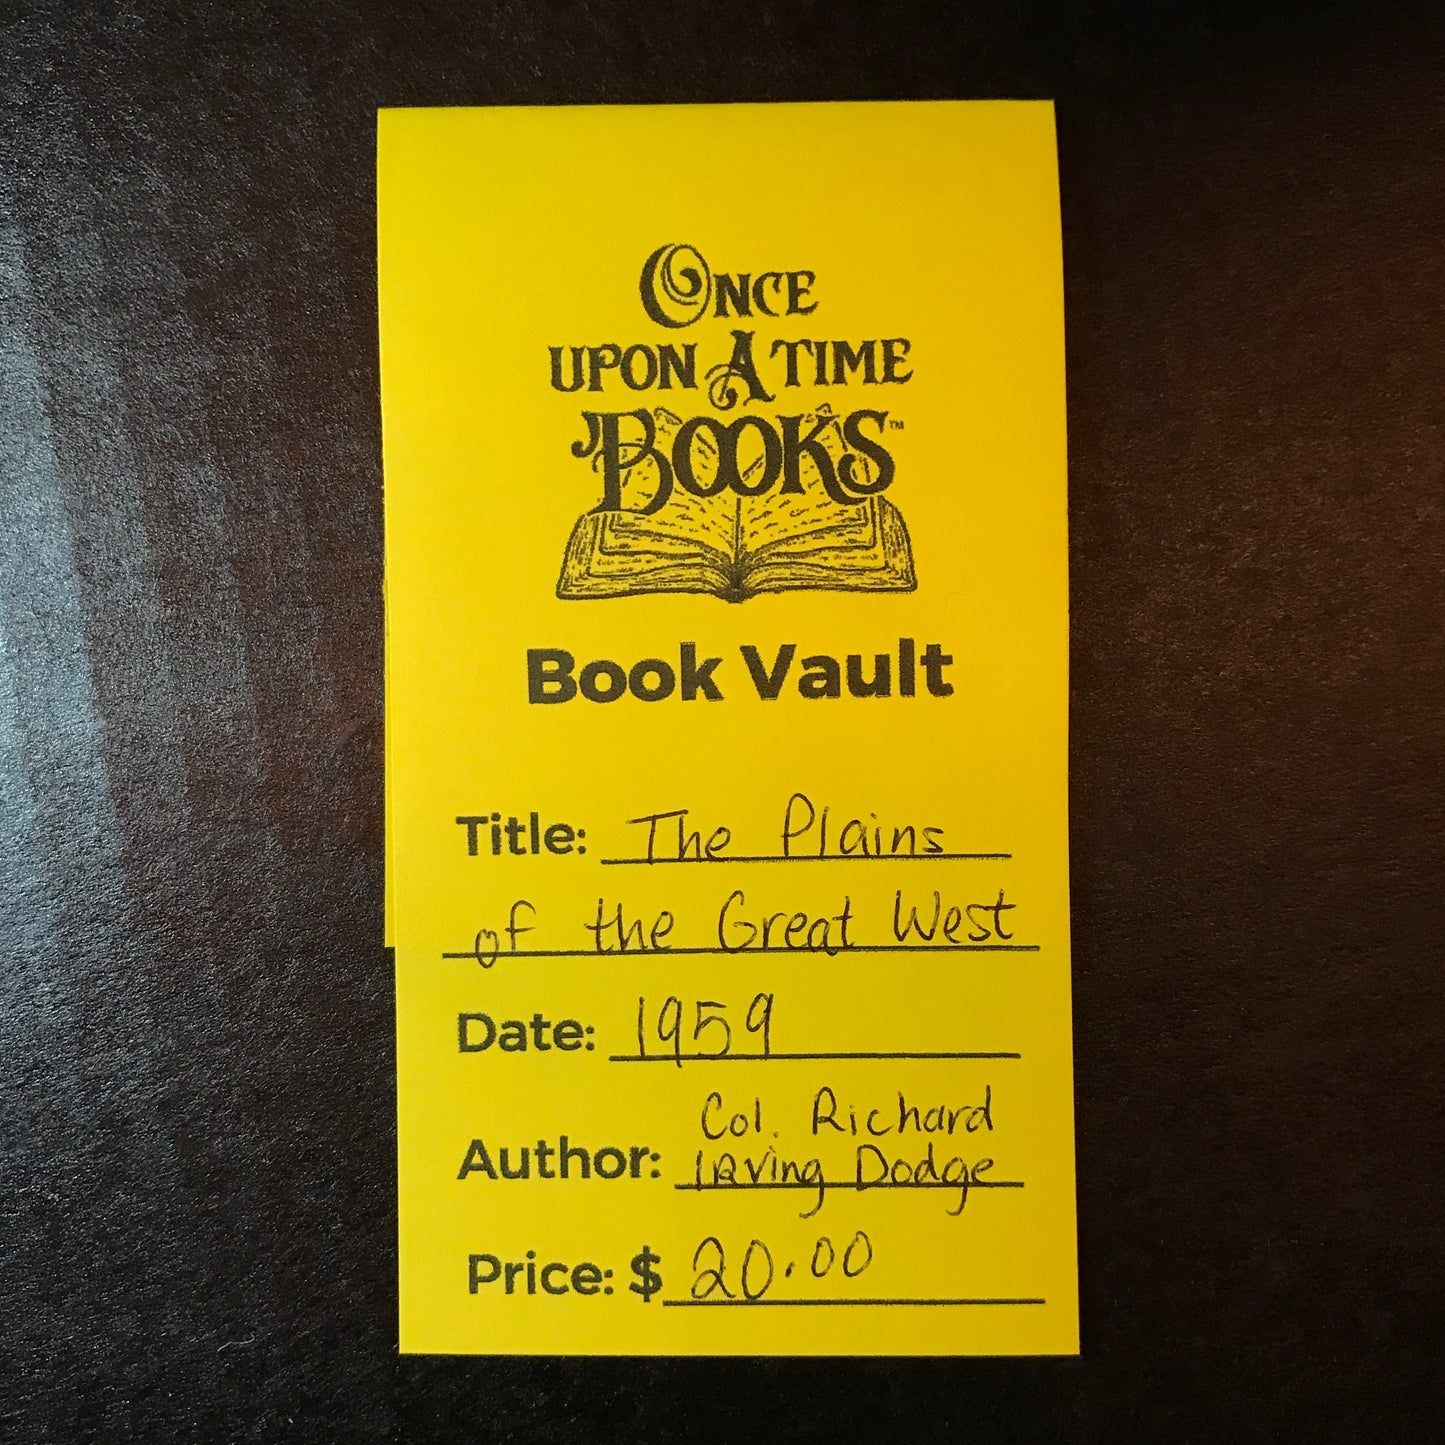 ONCE
UPON A TIME
BOOKS™
Book Vault
Title: The Plains
of the Great West
Date: 1959
Col. Richard
Author: Irving Dodge
Price: $ 20.00